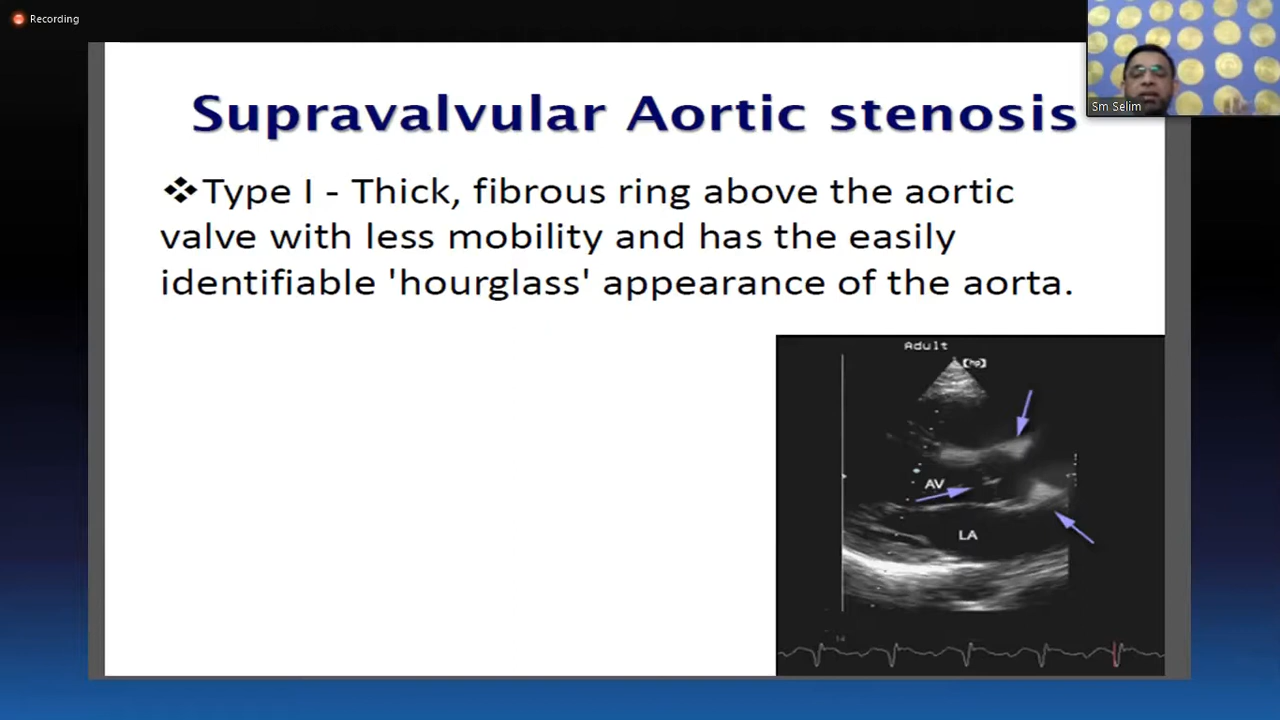 Recording
Sm Selim
Supravalvular Aortic stenosis
❖Type I - Thick, fibrous ring above the aortic
valve with less mobility and has the easily
identifiable 'hourglass' appearance of the aorta.
Adult
[hp]
AV
LA